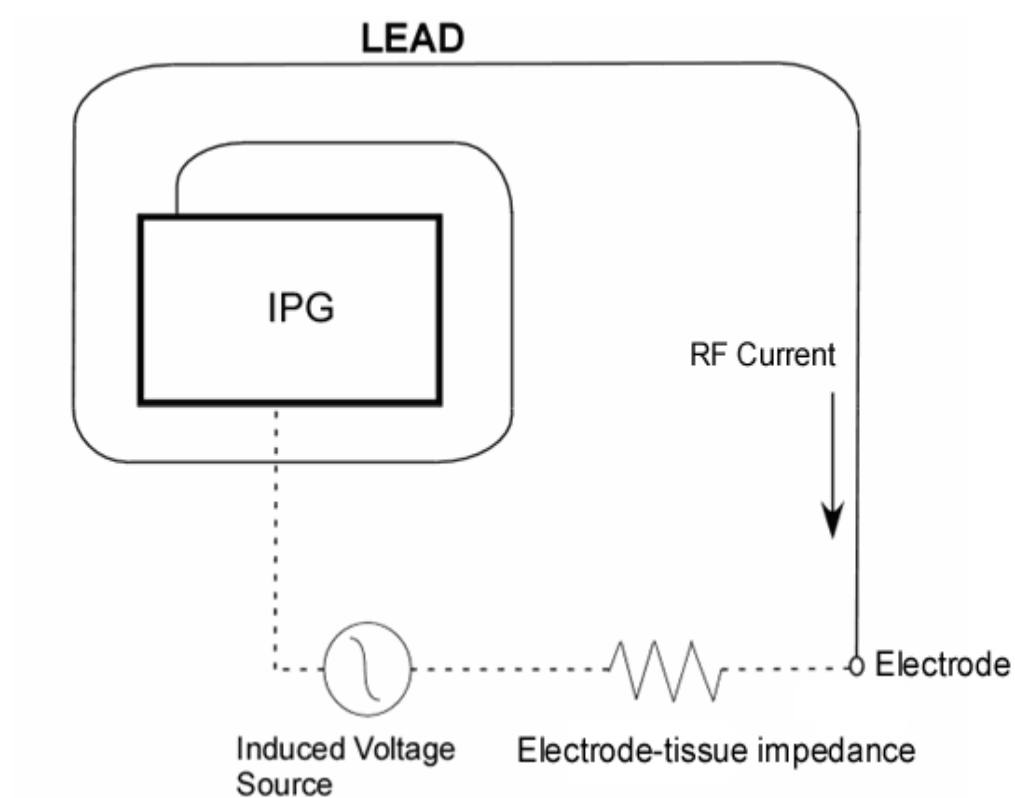 LEAD
IPG
RF Current
Electrode
Induced Voltage
Source
Electrode-tissue impedance